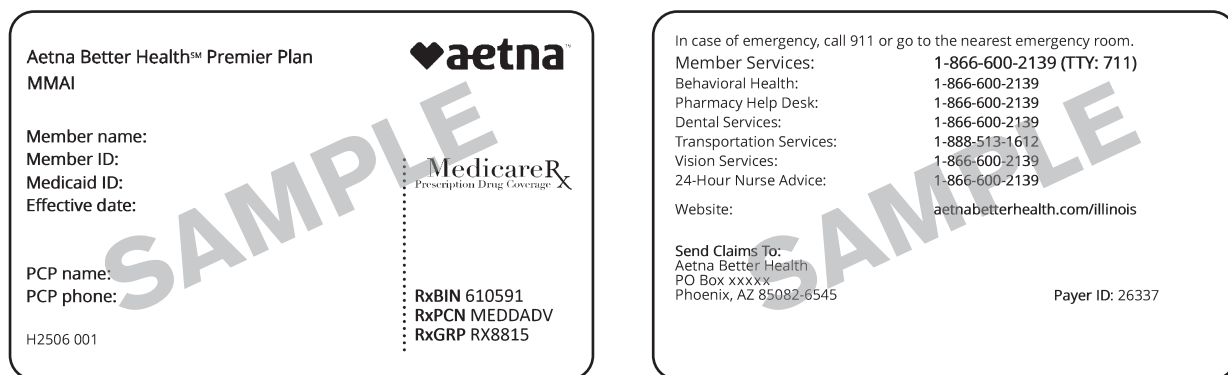 Aetna Better Health℠ Premier Plan
MMAI
aetna™
Member name:
Member ID:
Medicaid ID:
Effective date:
MedicareRx
Prescription Drug Coverage
PCP name:
PCP phone:
RxBIN 610591
RxPCN MEDDADV
RxGRP RX8815
H2506 001
SAMPLE
In case of emergency, call 911 or go to the nearest emergency room.
Member Services: 1-866-600-2139 (TTY: 711)
Behavioral Health: 1-866-600-2139
Pharmacy Help Desk: 1-866-600-2139
Dental Services: 1-866-600-2139
Transportation Services: 1-888-513-1612
Vision Services: 1-866-600-2139
24-Hour Nurse Advice: 1-866-600-2139
Website: aetnabetterhealth.com/illinois
Send Claims To:
Aetna Better Health
PO Box xxxxx
Phoenix, AZ 85082-6545
Payer ID: 26337
SAMPLE